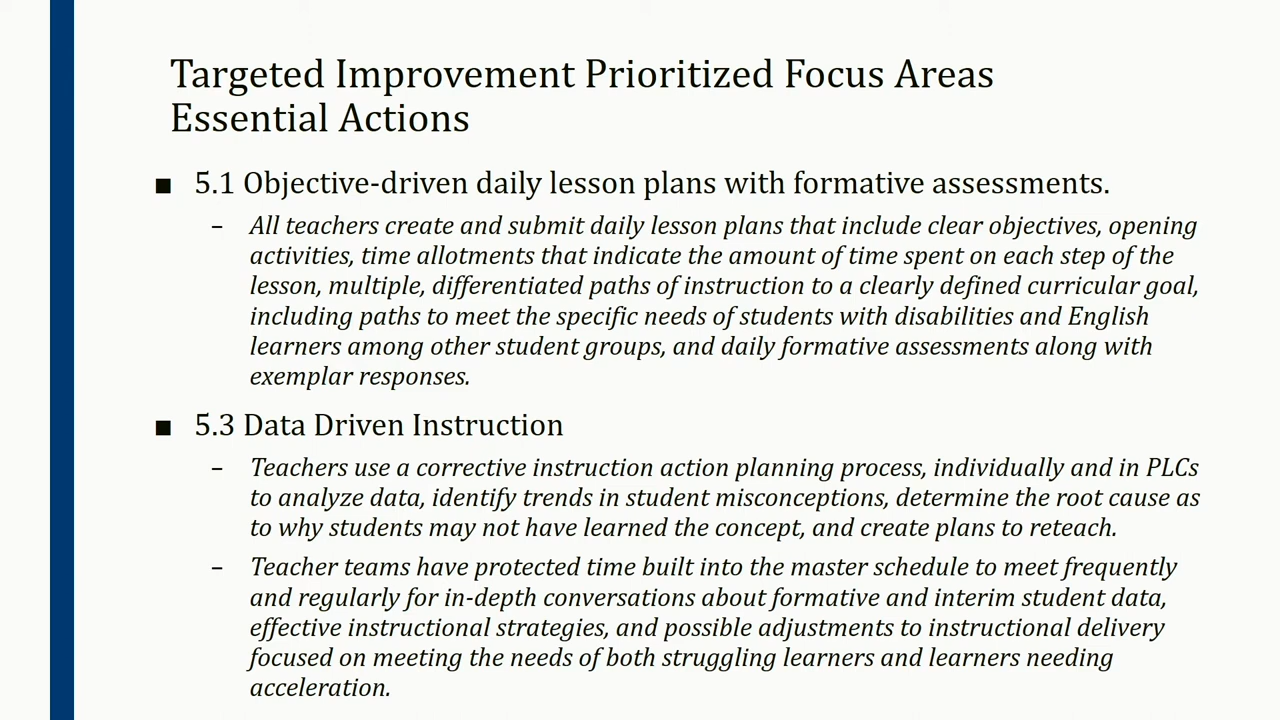 Targeted Improvement Prioritized Focus Areas
Essential Actions
■ 5.1 Objective-driven daily lesson plans with formative assessments.
– All teachers create and submit daily lesson plans that include clear objectives, opening
activities, time allotments that indicate the amount of time spent on each step of the
lesson, multiple, differentiated paths of instruction to a clearly defined curricular goal,
including paths to meet the specific needs of students with disabilities and English
learners among other student groups, and daily formative assessments along with
exemplar responses.
■ 5.3 Data Driven Instruction
– Teachers use a corrective instruction action planning process, individually and in PLCs
to analyze data, identify trends in student misconceptions, determine the root cause as
to why students may not have learned the concept, and create plans to reteach.
– Teacher teams have protected time built into the master schedule to meet frequently
and regularly for in-depth conversations about formative and interim student data,
effective instructional strategies, and possible adjustments to instructional delivery
focused on meeting the needs of both struggling learners and learners needing
acceleration.